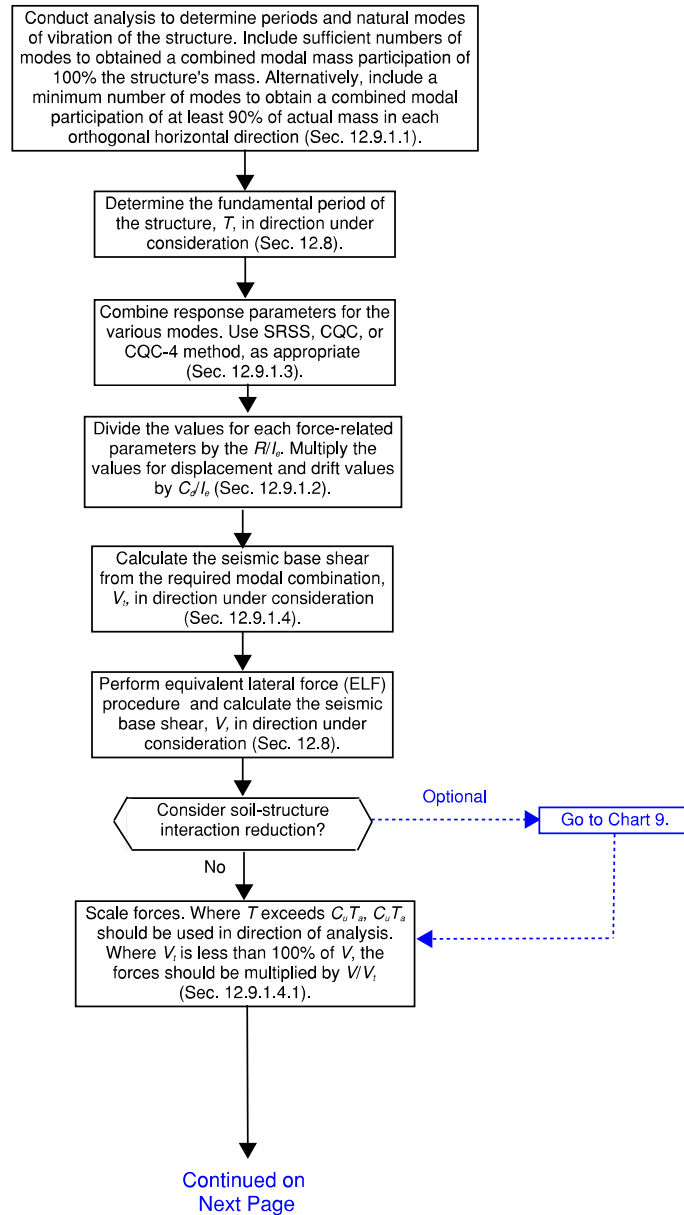 Conduct analysis to determine periods and natural modes
of vibration of the structure. Include sufficient numbers of
modes to obtained a combined modal mass participation of
100% the structure's mass. Alternatively, include a
minimum number of modes to obtain a combined modal
participation of at least 90% of actual mass in each
orthogonal horizontal direction (Sec. 12.9.1.1).
Determine the fundamental period of
the structure, T, in direction under
consideration (Sec. 12.8).
Combine response parameters for the
various modes. Use SRSS, CQC, or
CQC-4 method, as appropriate
(Sec. 12.9.1.3).
Divide the values for each force-related
parameters by the R/Ie. Multiply the
values for displacement and drift values
by Cd/Ie (Sec. 12.9.1.2).
Calculate the seismic base shear
from the required modal combination,
Vt, in direction under consideration
(Sec. 12.9.1.4).
Perform equivalent lateral force (ELF)
procedure and calculate the seismic
base shear, V, in direction under
consideration (Sec. 12.8).
Consider soil-structure
interaction reduction?
Optional
Go to Chart 9.
No
Scale forces. Where T exceeds CuTa, CuTa
should be used in direction of analysis.
Where Vt is less than 100% of V, the
forces should be multiplied by V/Vt
(Sec. 12.9.1.4.1).
Continued on
Next Page